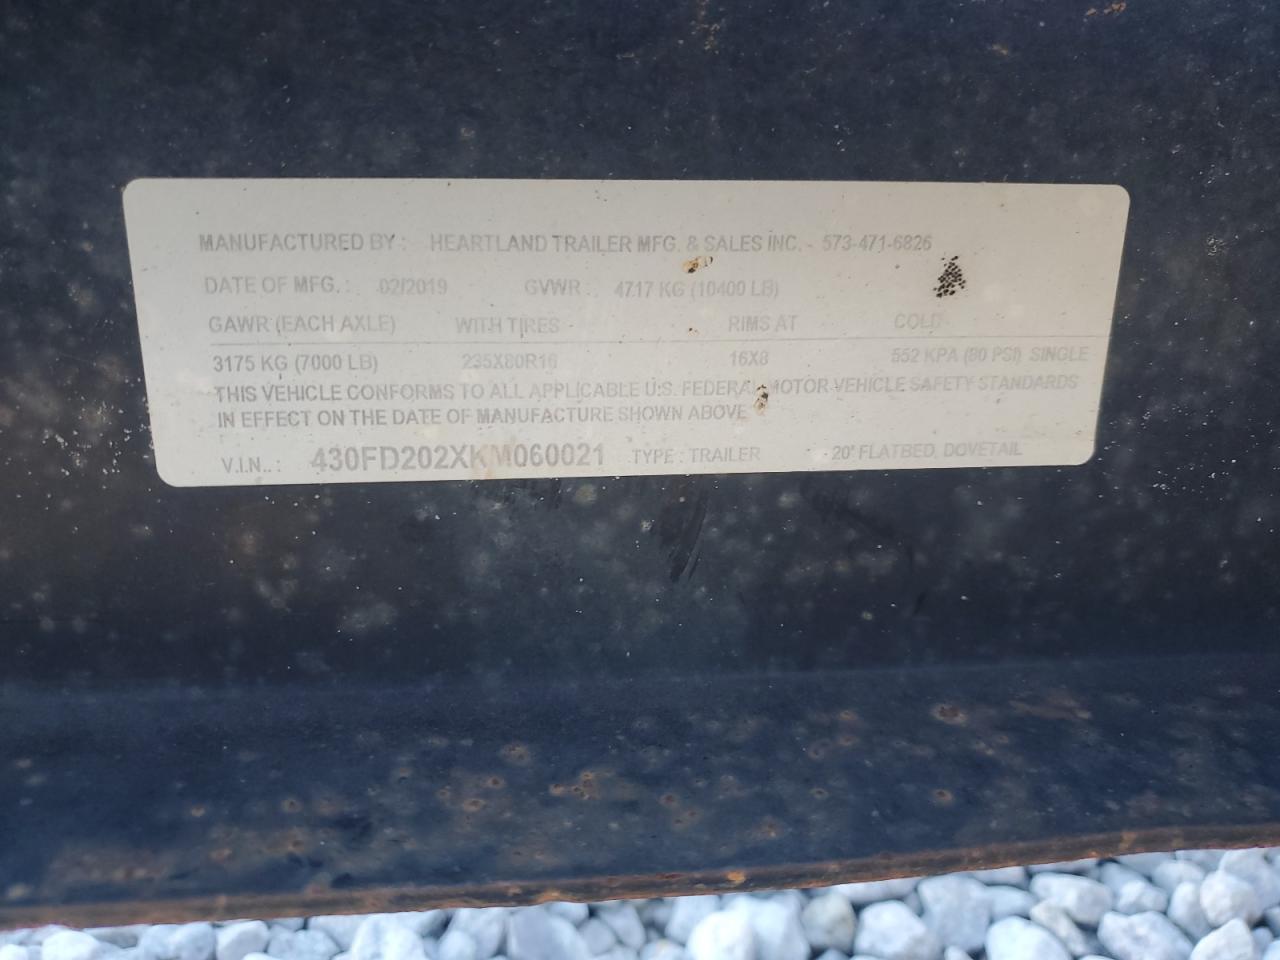 MANUFACTURED BY : HEARTLAND TRAILER MFG. & SALES INC. - 573-471-6826
DATE OF MFG. : 02/2019 GVWR : 4717 KG (10400 LB)
GAWR (EACH AXLE) WITH TIRES RIMS AT COLD
3175 KG (7000 LB) 235X80R16 16X8 552 KPA (80 PSI) SINGLE
THIS VEHICLE CONFORMS TO ALL APPLICABLE U.S. FEDERAL MOTOR VEHICLE SAFETY STANDARDS
IN EFFECT ON THE DATE OF MANUFACTURE SHOWN ABOVE
V.I.N.. : 430FD202XKM060021 TYPE : TRAILER - 20' FLATBED, DOVETAIL